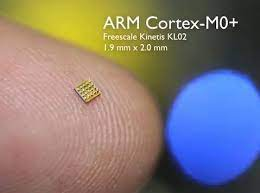 ARM Cortex-M0+
Freescale Kinetis KL02
1.9 mm x 2.0 mm